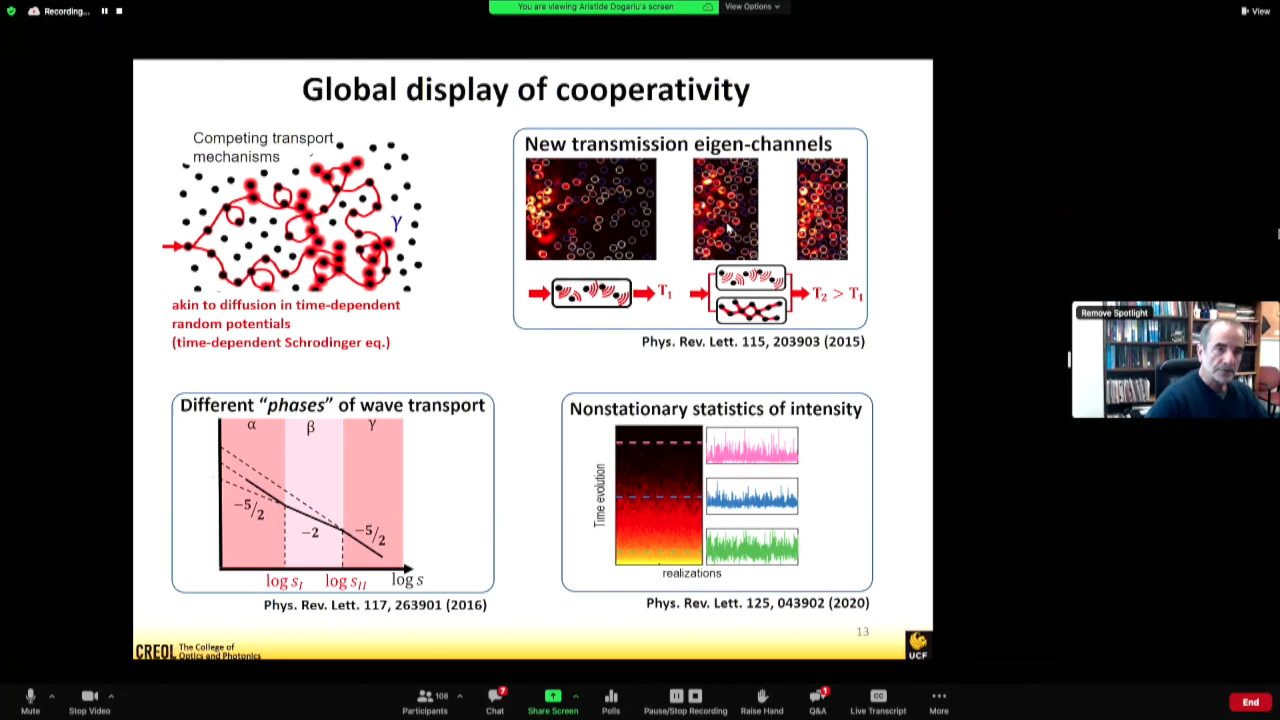 Recording...
You are viewing Aristide Dogariu's screen
View Options
View
Global display of cooperativity
Competing transport
mechanisms
γ
akin to diffusion in time-dependent
random potentials
(time-dependent Schrodinger eq.)
New transmission eigen-channels
T1
T2 > T1
Phys. Rev. Lett. 115, 203903 (2015)
Remove Spotlight
Different "phases" of wave transport
α β γ
−5/2
−2
−5/2
log sI log sII log s
Phys. Rev. Lett. 117, 263901 (2016)
Nonstationary statistics of intensity
Time evolution
realizations
Phys. Rev. Lett. 125, 043902 (2020)
13
CREOL The College of
Optics and Photonics
UCF
108
7
1
CC
Mute
Stop Video
Participants
Chat
Share Screen
Polls
Pause/Stop Recording
Raise Hand
Q&A
Live Transcript
More
End